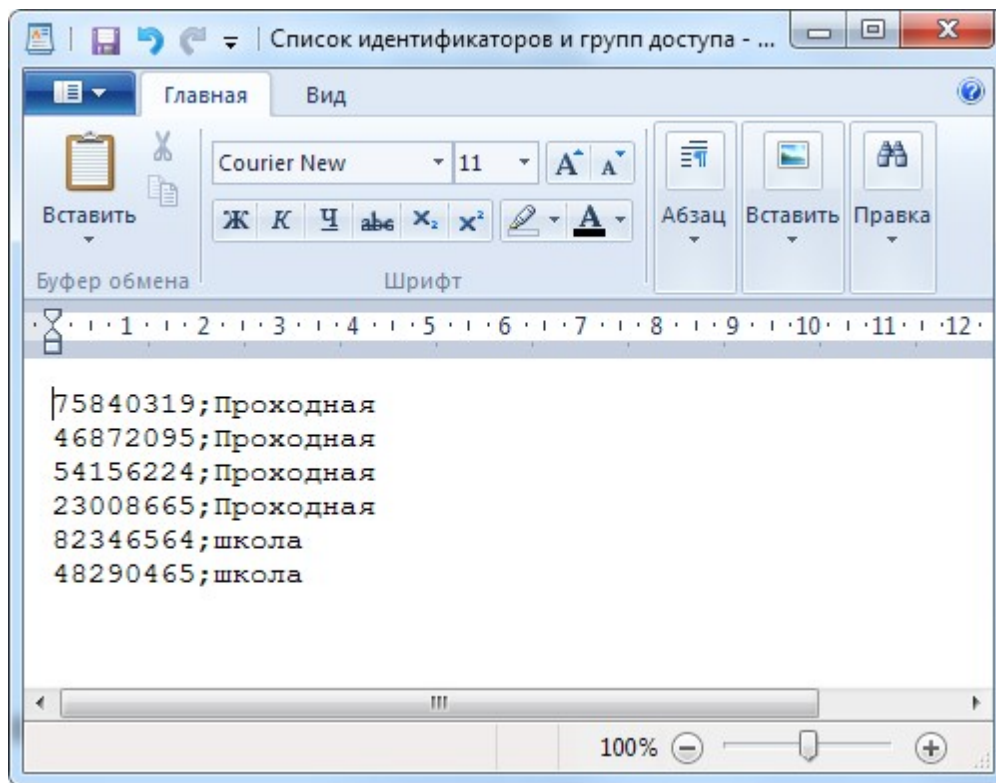 Список идентификаторов и групп доступа - ...
Главная Вид
Вставить
Courier New 11
Ж К Ч abc X₂ X²
А
Абзац Вставить Правка
Буфер обмена Шрифт
1 2 3 4 5 6 7 8 9 10 11 12
75840319;Проходная
46872095;Проходная
54156224;Проходная
23008665;Проходная
82346564;школа
48290465;школа
100%